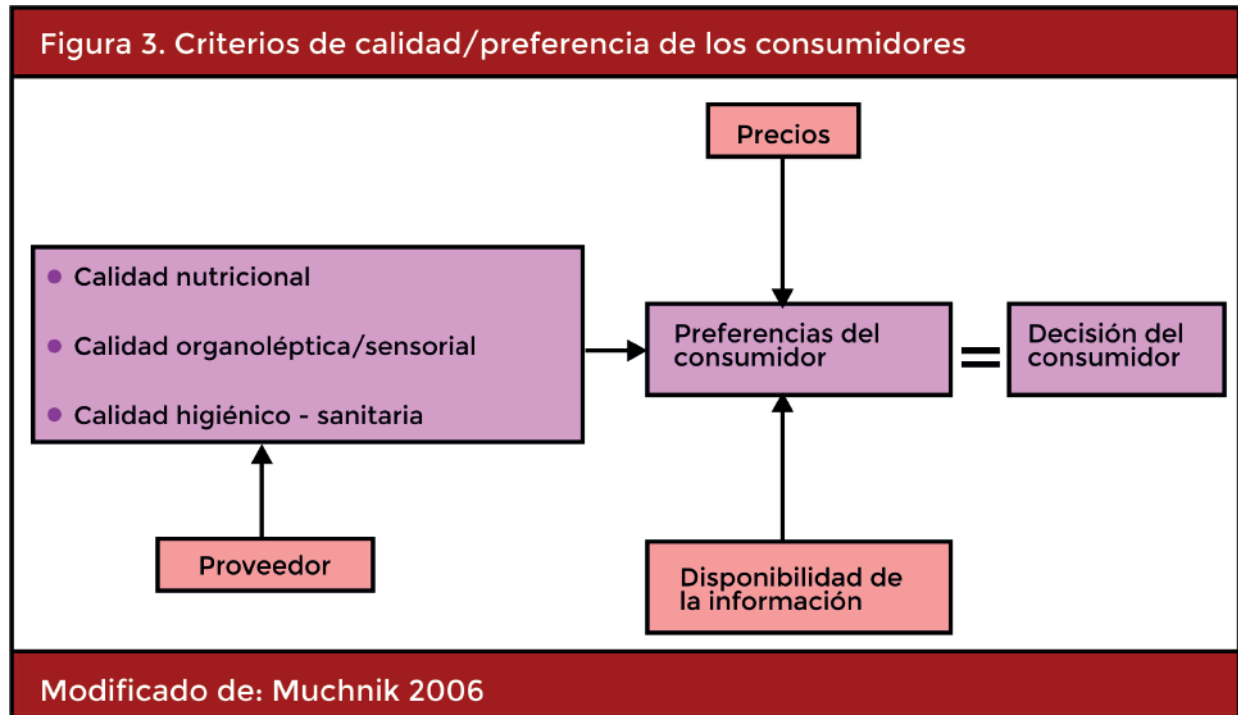 Figura 3. Criterios de calidad/preferencia de los consumidores
Precios
Calidad nutricional
Calidad organoléptica/sensorial
Calidad higiénico - sanitaria
Preferencias del
consumidor
=
Decisión del
consumidor
Proveedor
Disponibilidad de
la información
Modificado de: Muchnik 2006